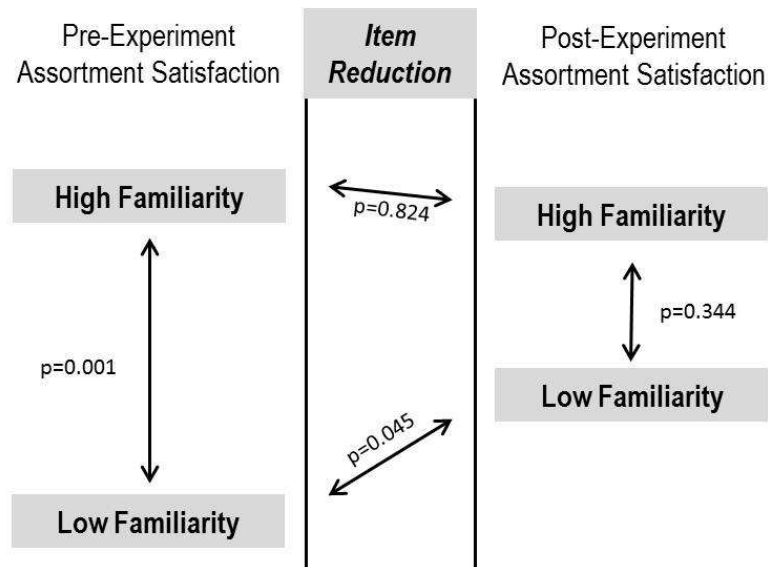 Pre-Experiment
Assortment Satisfaction
Item
Reduction
Post-Experiment
Assortment Satisfaction
High Familiarity
p=0.824
High Familiarity
p=0.001
p=0.344
Low Familiarity
p=0.045
Low Familiarity